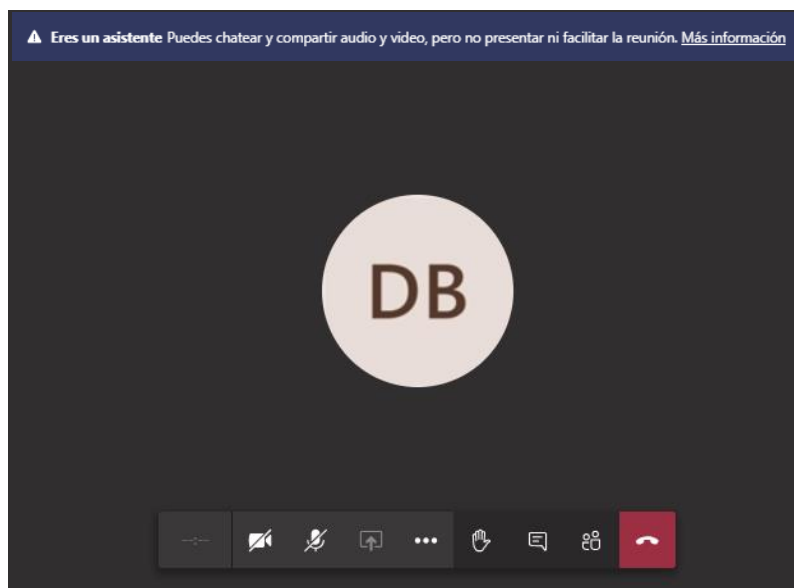 Eres un asistente Puedes chatear y compartir audio y video, pero no presentar ni facilitar la reunión. Más información
DB
--:--